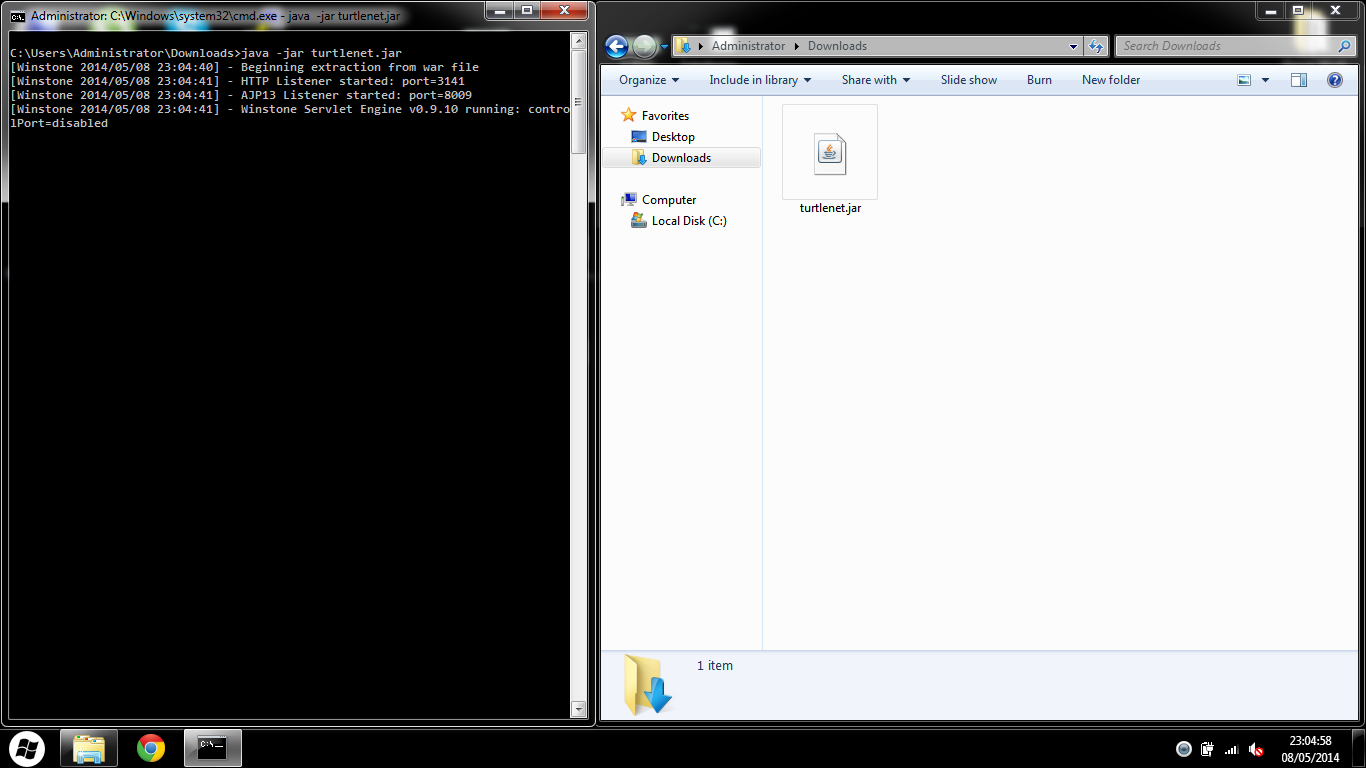 Administrator: C:\Windows\system32\cmd.exe - java  -jar turtlenet.jar
C:\Users\Administrator\Downloads>java -jar turtlenet.jar
[Winstone 2014/05/08 23:04:40] - Beginning extraction from war file
[Winstone 2014/05/08 23:04:41] - HTTP Listener started: port=3141
[Winstone 2014/05/08 23:04:41] - AJP13 Listener started: port=8009
[Winstone 2014/05/08 23:04:41] - Winstone Servlet Engine v0.9.10 running: contro
lPort=disabled
Administrator Downloads
Search Downloads
Organize Include in library Share with Slide show Burn New folder
Favorites
Desktop
Downloads
Computer
Local Disk (C:)
turtlenet.jar
1 item
C:\_
23:04:58
08/05/2014